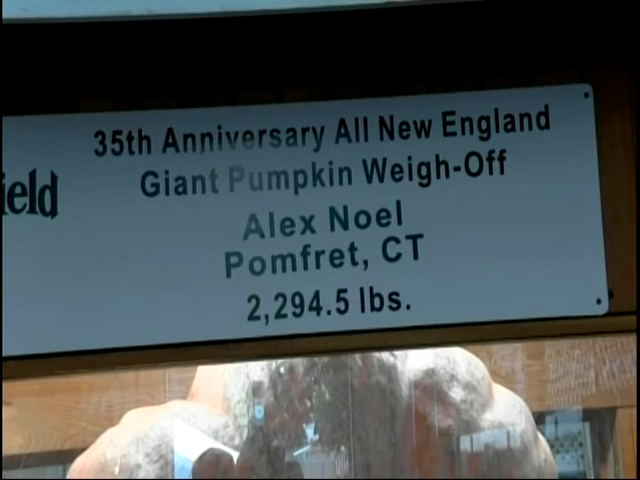 35th Anniversary All New England
Giant Pumpkin Weigh-Off
ield
Alex Noel
Pomfret, CT
2,294.5 lbs.